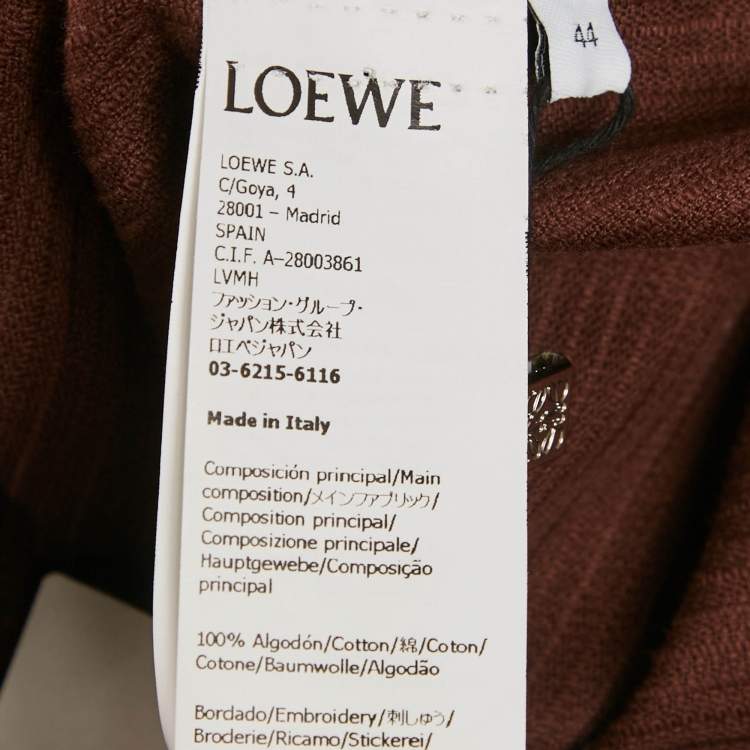 44
LOEWE
LOEWE S.A.
C/Goya, 4
28001 – Madrid
SPAIN
C.I.F. A–28003861
LVMH
ファッション・グループ・
ジャパン株式会社
ロエベジャパン
03-6215-6116
Made in Italy
Composición principal/Main
composition/メインファブリック/
Composition principal/
Composizione principale/
Hauptgewebe/Composição
principal
100% Algodón/Cotton/綿/Coton/
Cotone/Baumwolle/Algodão
Bordado/Embroidery/刺しゅう/
Broderie/Ricamo/Stickerei/